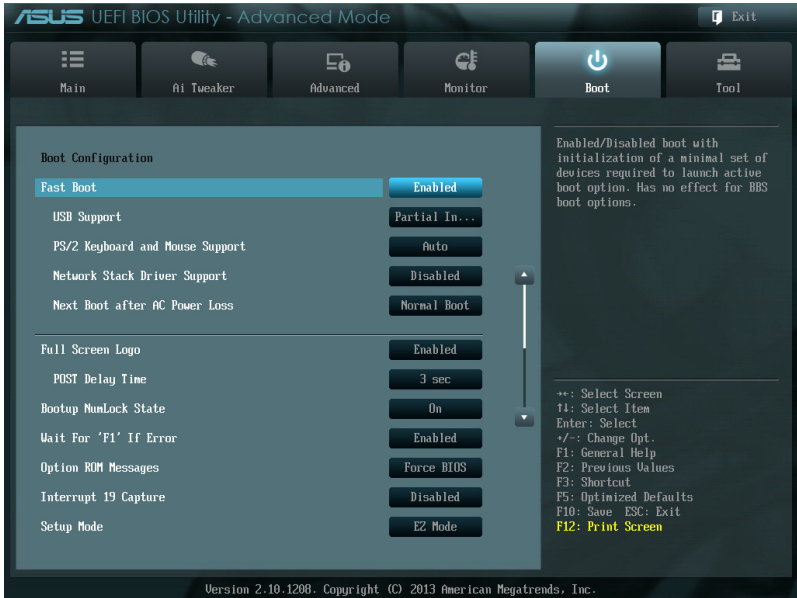 ASUS UEFI BIOS Utility - Advanced Mode
Exit
Main
Ai Tweaker
Advanced
Monitor
Boot
Tool
Boot Configuration
Fast Boot Enabled
USB Support Partial In...
PS/2 Keyboard and Mouse Support Auto
Network Stack Driver Support Disabled
Next Boot after AC Power Loss Normal Boot
Full Screen Logo Enabled
POST Delay Time 3 sec
Bootup NumLock State On
Wait For 'F1' If Error Enabled
Option ROM Messages Force BIOS
Interrupt 19 Capture Disabled
Setup Mode EZ Mode
Enabled/Disabled boot with
initialization of a minimal set of
devices required to launch active
boot option. Has no effect for BBS
boot options.
→←: Select Screen
↑↓: Select Item
Enter: Select
+/-: Change Opt.
F1: General Help
F2: Previous Values
F3: Shortcut
F5: Optimized Defaults
F10: Save ESC: Exit
F12: Print Screen
Version 2.10.1208. Copyright (C) 2013 American Megatrends, Inc.